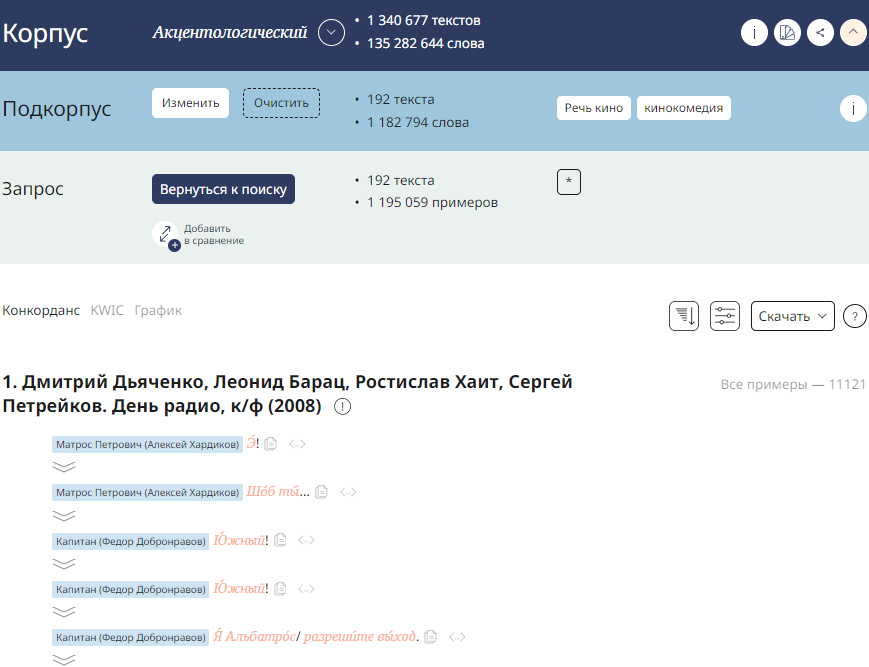 Корпус Акцентологический • 1 340 677 текстов
• 135 282 644 слова
Подкорпус Изменить Очистить • 192 текста Речь кино кинокомедия
• 1 182 794 слова
Запрос Вернуться к поиску • 192 текста *
• 1 195 059 примеров
Добавить
в сравнение
Конкорданс KWIC График Скачать ?
1. Дмитрий Дьяченко, Леонид Барац, Ростислав Хаит, Сергей Все примеры — 11121
Петрейков. День радио, к/ф (2008)
Матрос Петрович (Алексей Хардиков) Э́!
Матрос Петрович (Алексей Хардиков) Шо́б ты́...
Капитан (Федор Добронравов) Ю́жный!
Капитан (Федор Добронравов) Ю́жный!
Капитан (Федор Добронравов) Я́ Альбатро́с/ разреши́те вы́ход.